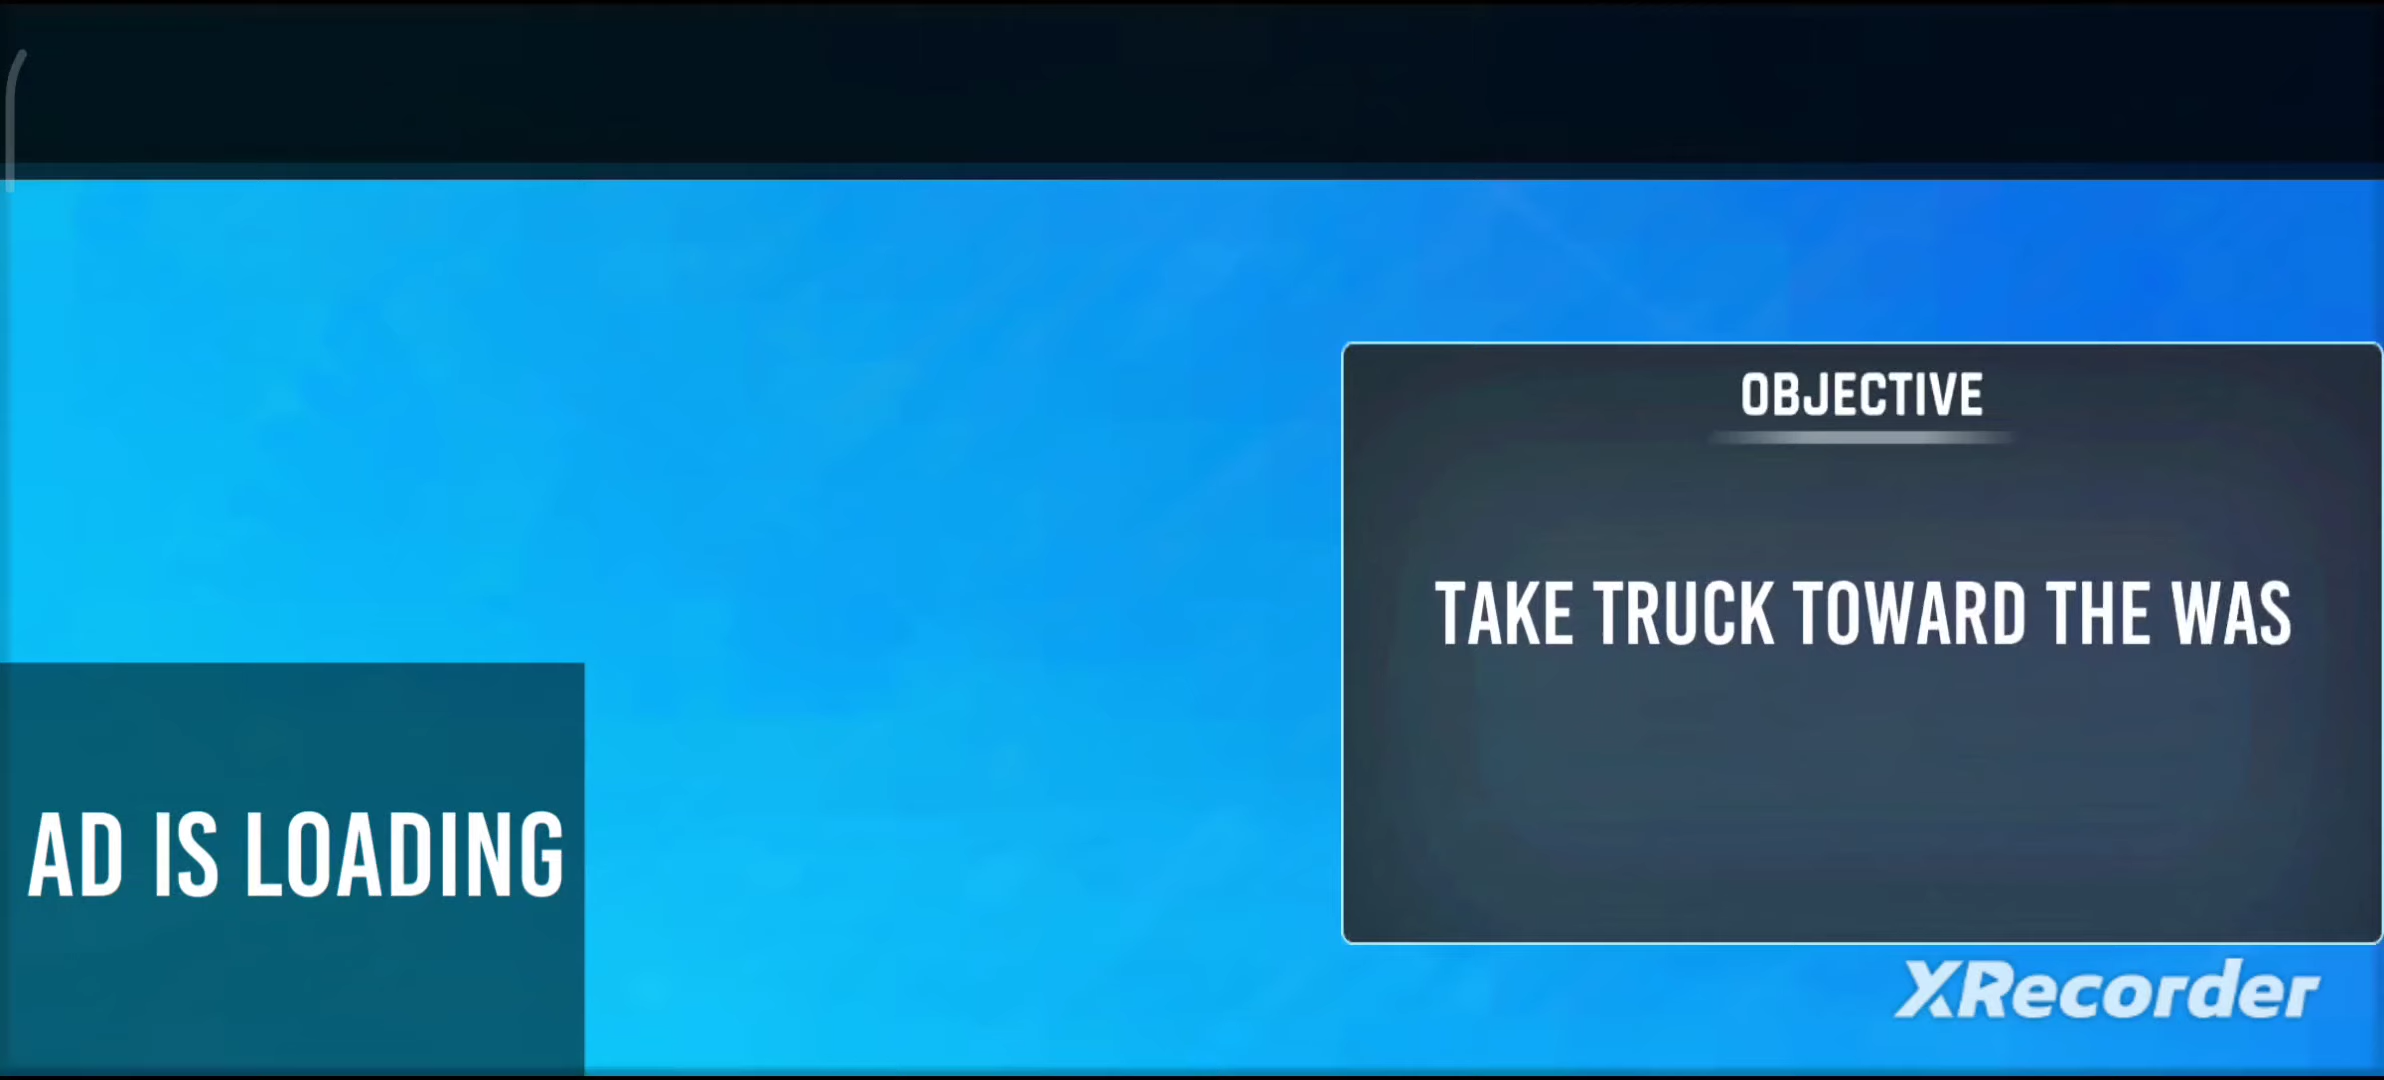 OBJECTIVE
TAKE TRUCK TOWARD THE WAS
AD IS LOADING
XRecorder